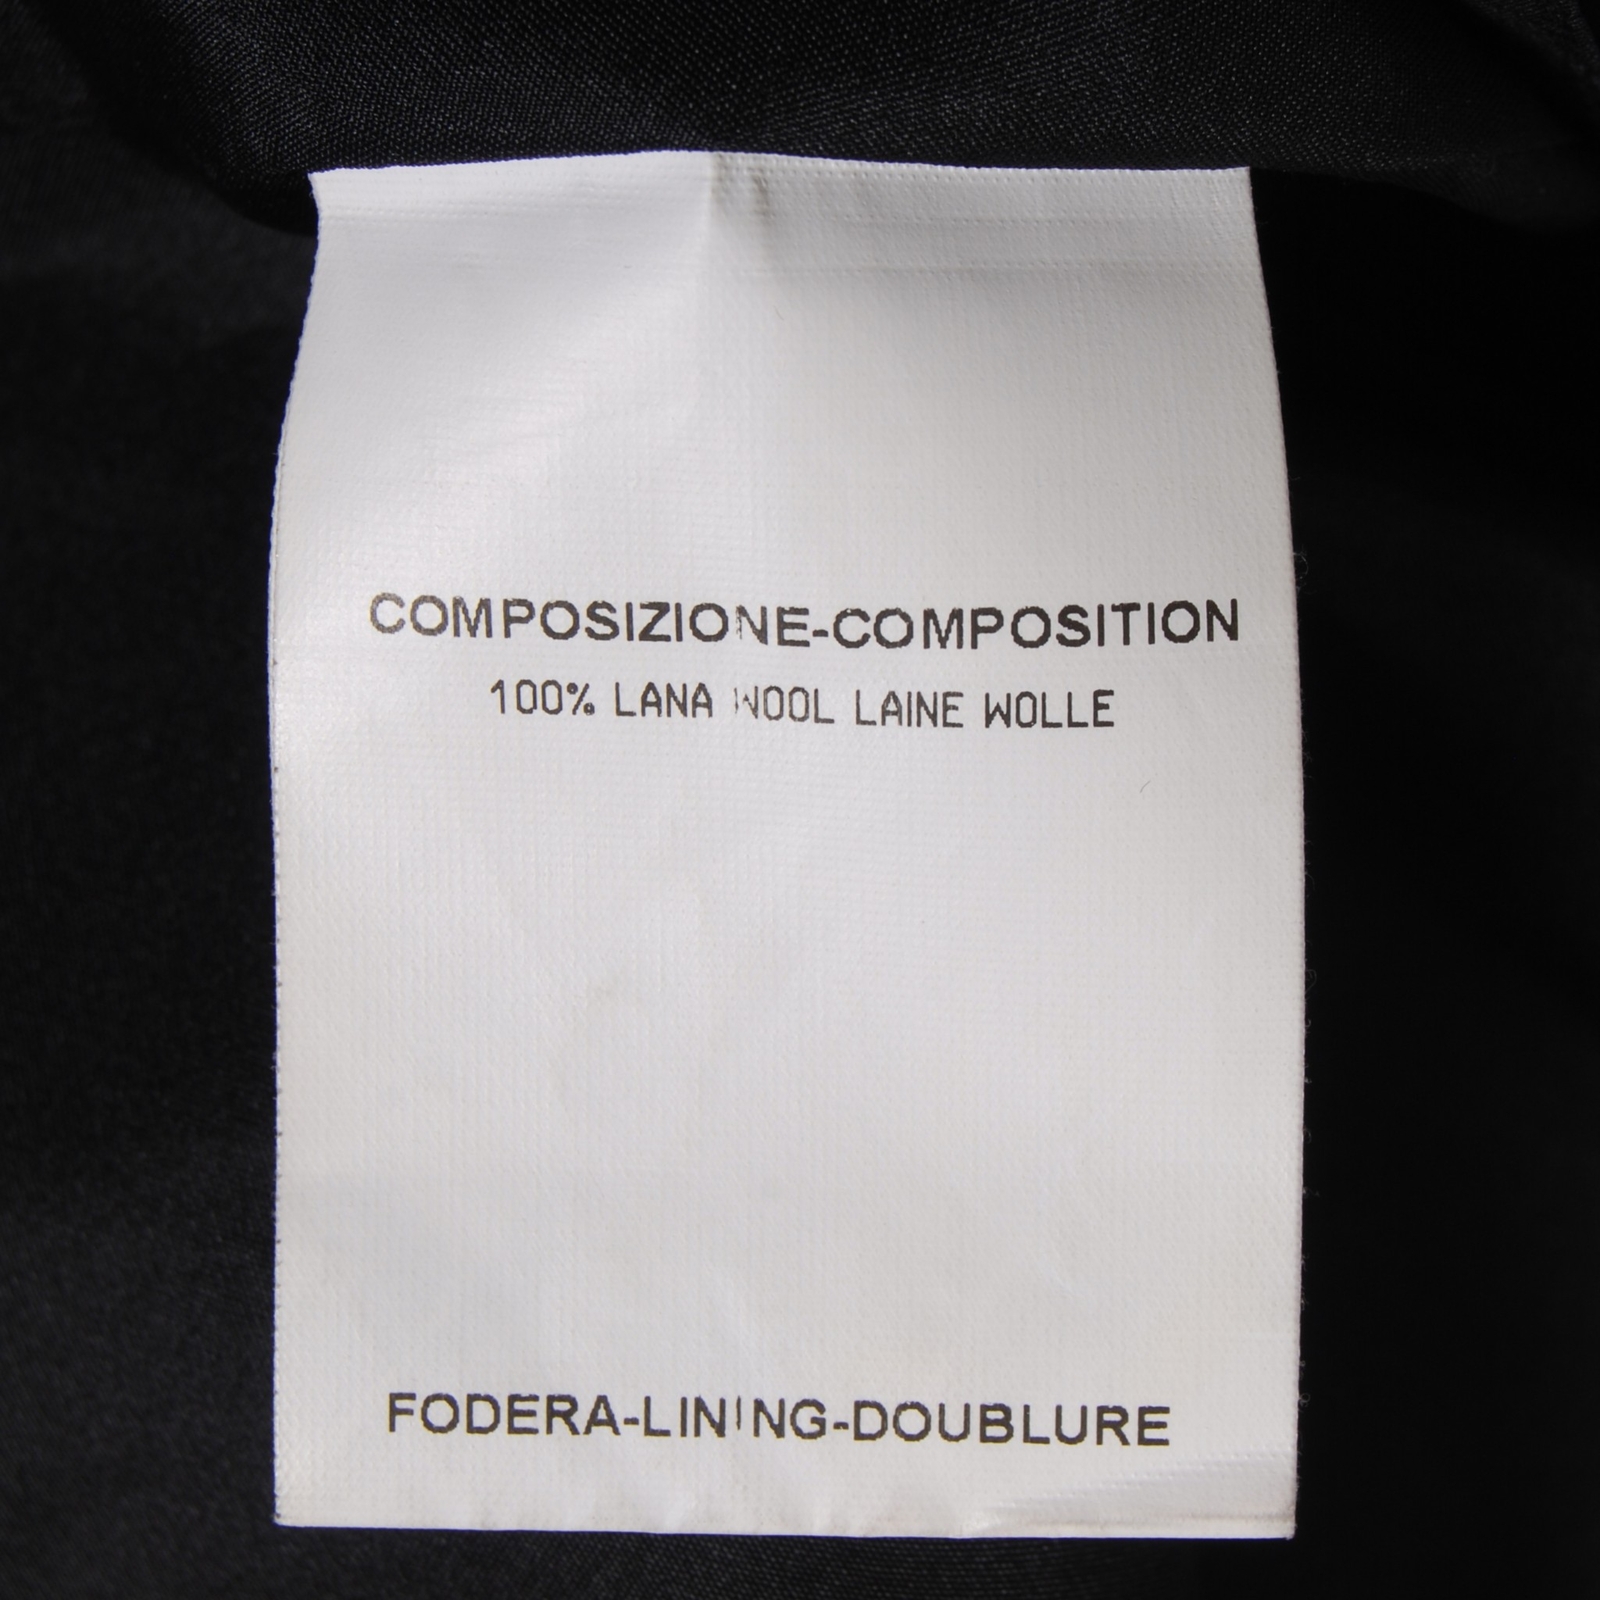 COMPOSIZIONE-COMPOSITION
100% LANA WOOL LAINE WOLLE
FODERA-LINING-DOUBLURE